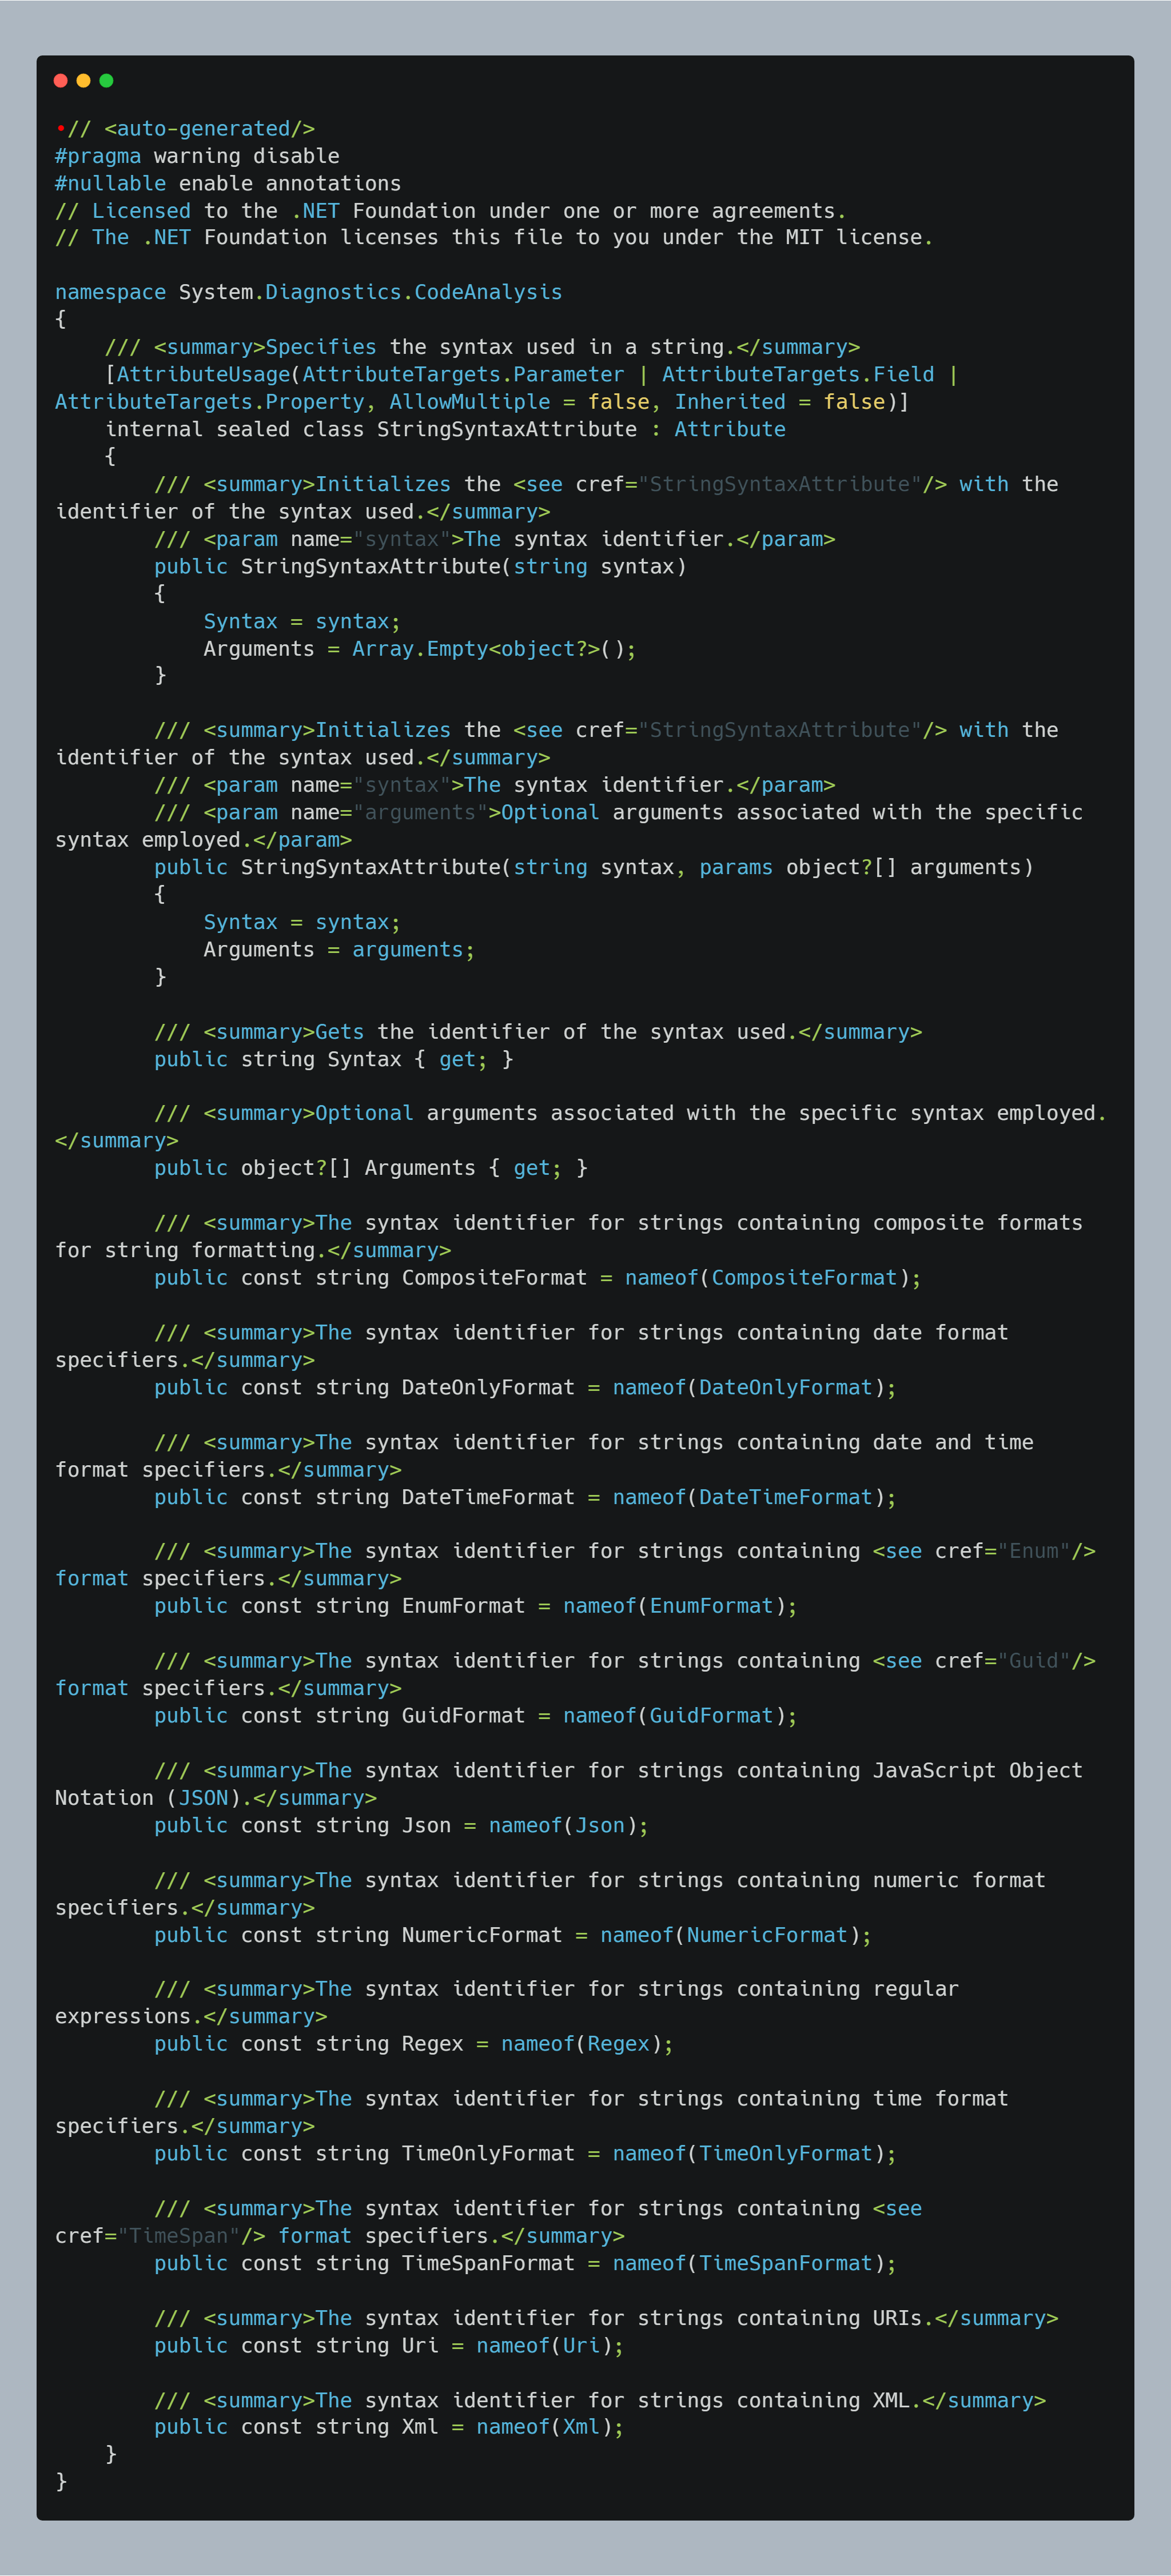 •// <auto-generated/>
#pragma warning disable
#nullable enable annotations
// Licensed to the .NET Foundation under one or more agreements.
// The .NET Foundation licenses this file to you under the MIT license.

namespace System.Diagnostics.CodeAnalysis
{
    /// <summary>Specifies the syntax used in a string.</summary>
    [AttributeUsage(AttributeTargets.Parameter | AttributeTargets.Field |
AttributeTargets.Property, AllowMultiple = false, Inherited = false)]
    internal sealed class StringSyntaxAttribute : Attribute
    {
        /// <summary>Initializes the <see cref="StringSyntaxAttribute"/> with the
identifier of the syntax used.</summary>
        /// <param name="syntax">The syntax identifier.</param>
        public StringSyntaxAttribute(string syntax)
        {
            Syntax = syntax;
            Arguments = Array.Empty<object?>();
        }

        /// <summary>Initializes the <see cref="StringSyntaxAttribute"/> with the
identifier of the syntax used.</summary>
        /// <param name="syntax">The syntax identifier.</param>
        /// <param name="arguments">Optional arguments associated with the specific
syntax employed.</param>
        public StringSyntaxAttribute(string syntax, params object?[] arguments)
        {
            Syntax = syntax;
            Arguments = arguments;
        }

        /// <summary>Gets the identifier of the syntax used.</summary>
        public string Syntax { get; }

        /// <summary>Optional arguments associated with the specific syntax employed.
</summary>
        public object?[] Arguments { get; }

        /// <summary>The syntax identifier for strings containing composite formats
for string formatting.</summary>
        public const string CompositeFormat = nameof(CompositeFormat);

        /// <summary>The syntax identifier for strings containing date format
specifiers.</summary>
        public const string DateOnlyFormat = nameof(DateOnlyFormat);

        /// <summary>The syntax identifier for strings containing date and time
format specifiers.</summary>
        public const string DateTimeFormat = nameof(DateTimeFormat);

        /// <summary>The syntax identifier for strings containing <see cref="Enum"/>
format specifiers.</summary>
        public const string EnumFormat = nameof(EnumFormat);

        /// <summary>The syntax identifier for strings containing <see cref="Guid"/>
format specifiers.</summary>
        public const string GuidFormat = nameof(GuidFormat);

        /// <summary>The syntax identifier for strings containing JavaScript Object
Notation (JSON).</summary>
        public const string Json = nameof(Json);

        /// <summary>The syntax identifier for strings containing numeric format
specifiers.</summary>
        public const string NumericFormat = nameof(NumericFormat);

        /// <summary>The syntax identifier for strings containing regular
expressions.</summary>
        public const string Regex = nameof(Regex);

        /// <summary>The syntax identifier for strings containing time format
specifiers.</summary>
        public const string TimeOnlyFormat = nameof(TimeOnlyFormat);

        /// <summary>The syntax identifier for strings containing <see
cref="TimeSpan"/> format specifiers.</summary>
        public const string TimeSpanFormat = nameof(TimeSpanFormat);

        /// <summary>The syntax identifier for strings containing URIs.</summary>
        public const string Uri = nameof(Uri);

        /// <summary>The syntax identifier for strings containing XML.</summary>
        public const string Xml = nameof(Xml);
    }
}